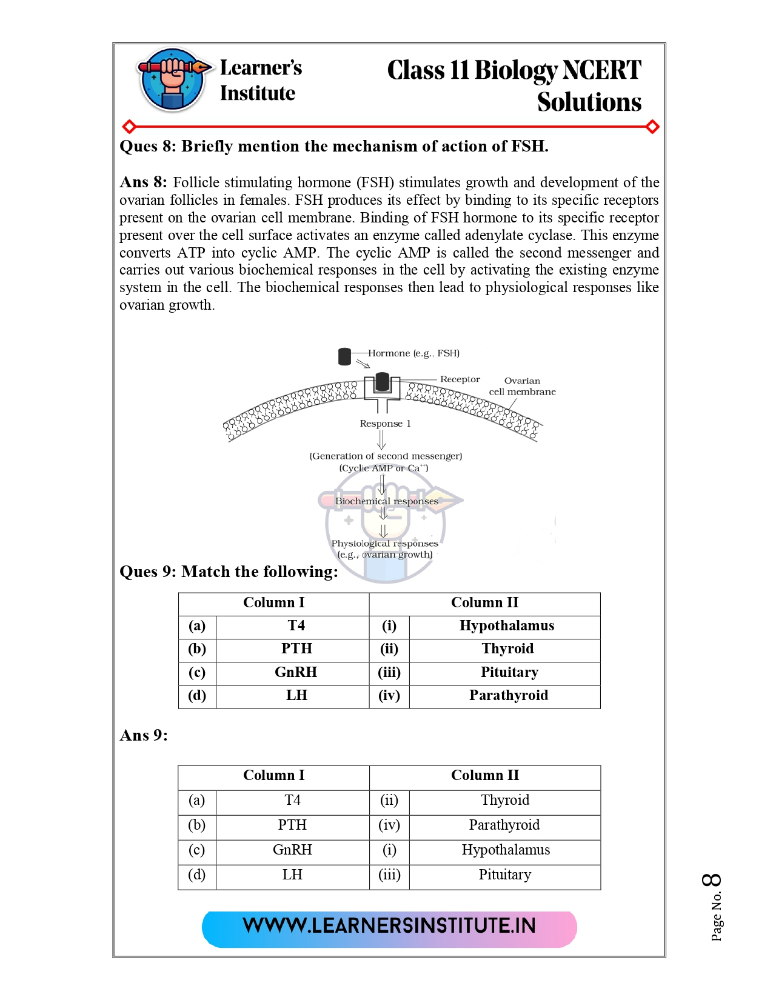 Learner's
Institute
Class 11 Biology NCERT
Solutions
Ques 8: Briefly mention the mechanism of action of FSH.
Ans 8: Follicle stimulating hormone (FSH) stimulates growth and development of the
ovarian follicles in females. FSH produces its effect by binding to its specific receptors
present on the ovarian cell membrane. Binding of FSH hormone to its specific receptor
present over the cell surface activates an enzyme called adenylate cyclase. This enzyme
converts ATP into cyclic AMP. The cyclic AMP is called the second messenger and
carries out various biochemical responses in the cell by activating the existing enzyme
system in the cell. The biochemical responses then lead to physiological responses like
ovarian growth.
Hormone (e.g., FSH)
Receptor
Ovarian
cell membrane
Response 1
(Generation of second messenger)
(Cyclic AMP or Ca⁺⁺)
Biochemical responses
Physiological responses
(e.g., ovarian growth)
Ques 9: Match the following:
Column I Column II
(a) T4 (i) Hypothalamus
(b) PTH (ii) Thyroid
(c) GnRH (iii) Pituitary
(d) LH (iv) Parathyroid
Ans 9:
Column I Column II
(a) T4 (ii) Thyroid
(b) PTH (iv) Parathyroid
(c) GnRH (i) Hypothalamus
(d) LH (iii) Pituitary
WWW.LEARNERSINSTITUTE.IN
Page No. 8